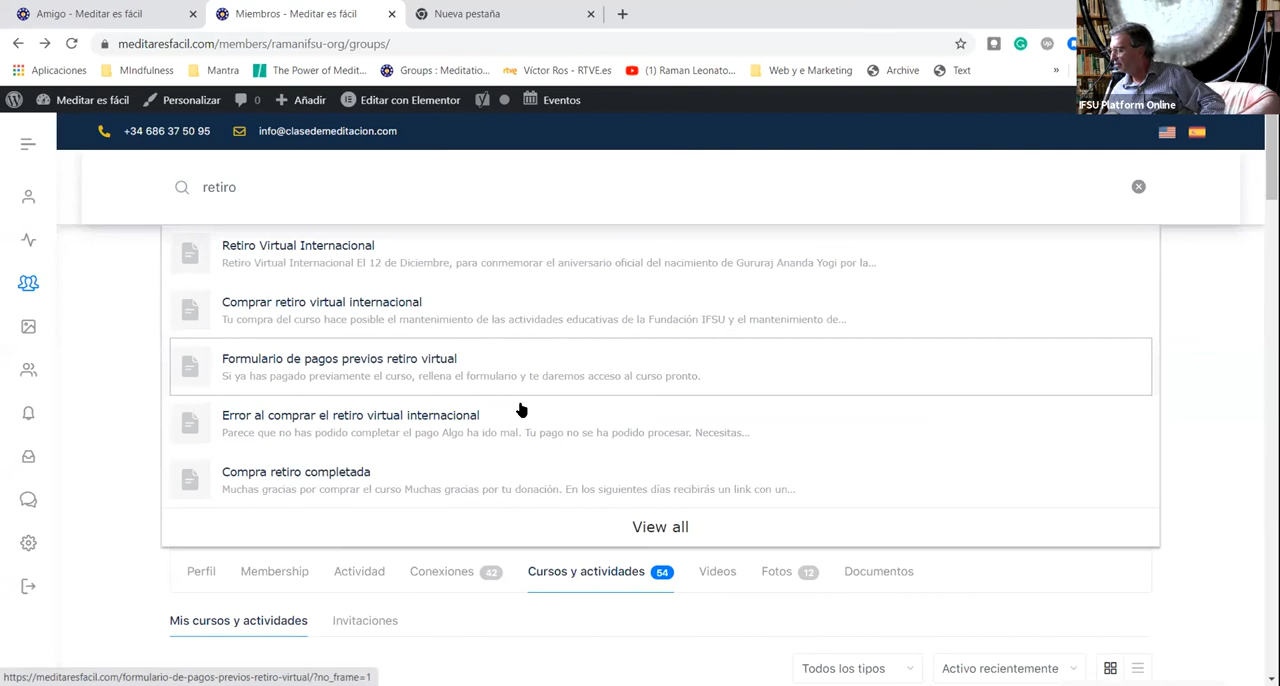 Amigo - Meditar es fácil
Miembros - Meditar es fácil
Nueva pestaña
meditaresfacil.com/members/ramanifsu-org/groups/
Aplicaciones
MIndfulness
Mantra
The Power of Medit...
Groups : Meditatio...
Víctor Ros - RTVE.es
(1) Raman Leonato...
Web y e Marketing
Archive
Text
»
IFSU Platform Online
Meditar es fácil
Personalizar
0
Añadir
Editar con Elementor
Eventos
+34 686 37 50 95
info@clasedemeditacion.com
retiro
Retiro Virtual Internacional
Retiro Virtual Internacional El 12 de Diciembre, para conmemorar el aniversario oficial del nacimiento de Gururaj Ananda Yogi por la...
Comprar retiro virtual internacional
Tu compra del curso hace posible el mantenimiento de las actividades educativas de la Fundación IFSU y el mantenimiento de...
Formulario de pagos previos retiro virtual
Si ya has pagado previamente el curso, rellena el formulario y te daremos acceso al curso pronto.
Error al comprar el retiro virtual internacional
Parece que no has podido completar el pago Algo ha ido mal. Tu pago no se ha podido procesar. Necesitas...
Compra retiro completada
Muchas gracias por comprar el curso Muchas gracias por tu donación. En los siguientes días recibirás un link con un...
View all
Perfil
Membership
Actividad
Conexiones 42
Cursos y actividades 54
Videos
Fotos 12
Documentos
Mis cursos y actividades
Invitaciones
Todos los tipos
Activo recientemente
https://meditaresfacil.com/formulario-de-pagos-previos-retiro-virtual/?no_frame=1